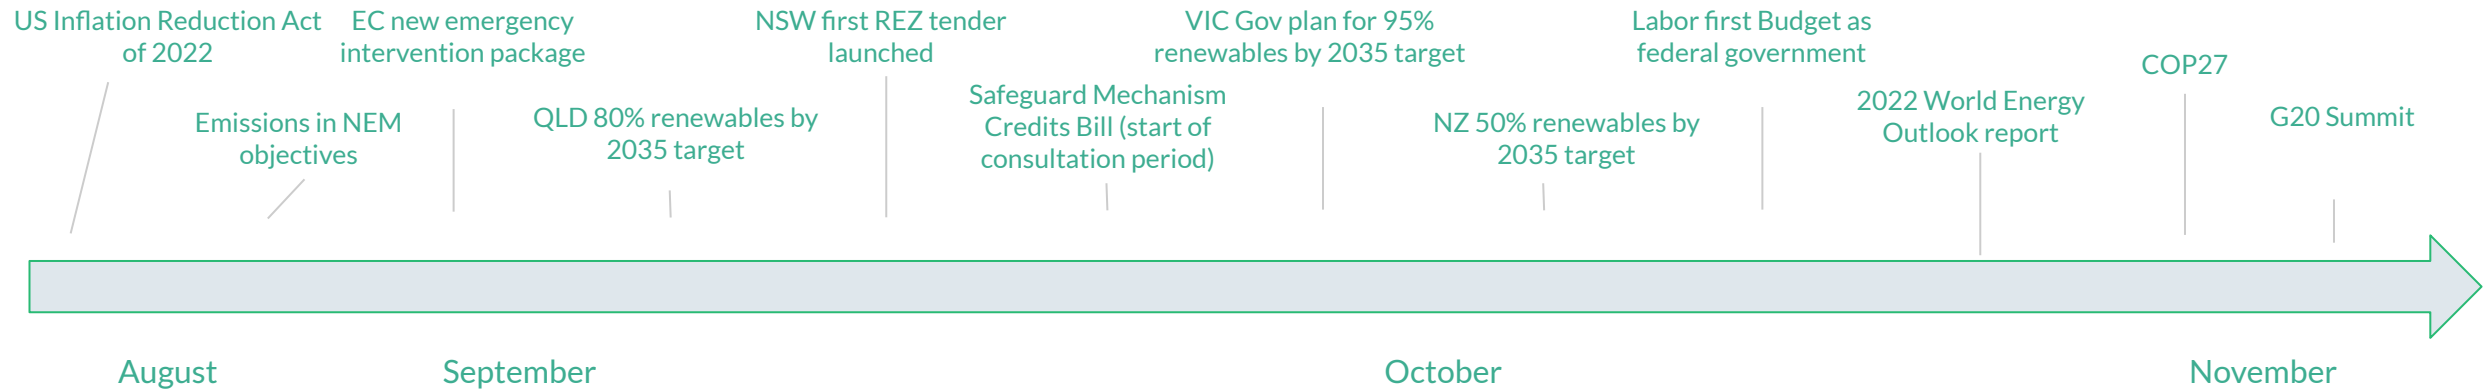 US Inflation Reduction Act
of 2022
Emissions in NEM
objectives
EC new emergency
intervention package
QLD 80% renewables by
2035 target
NSW first REZ tender
launched
Safeguard Mechanism
Credits Bill (start of
consultation period)
VIC Gov plan for 95%
renewables by 2035 target
NZ 50% renewables by
2035 target
Labor first Budget as
federal government
2022 World Energy
Outlook report
COP27
G20 Summit
August
September
October
November